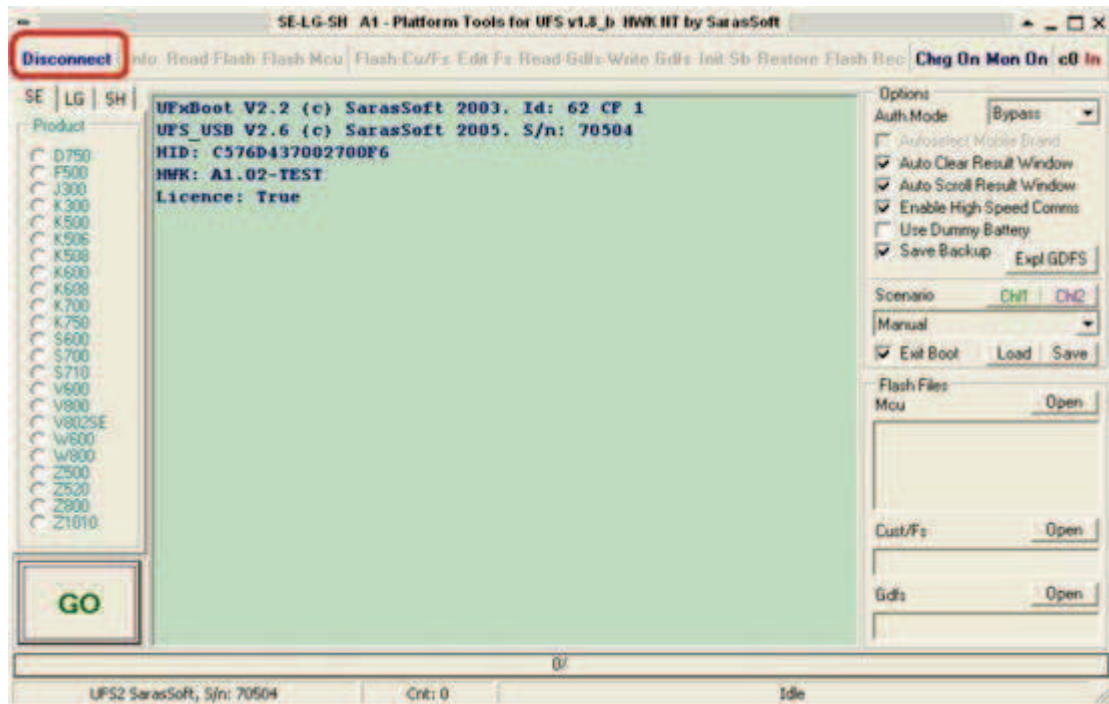 SE-LG-SH A1 - Platform Tools for UFS v1.8_b HWK NT by SarasSoft
Disconnect Info Read Flash Flash Mcu Flash Cu/Fs Edit Fs Read Gdfs Write Gdfs Init Sb Restore Flash Rec Chrg On Mon On c0 In
SE LG SH
Product
D750
F500
J300
K300
K500
K506
K508
K600
K608
K700
K750
S600
S700
S710
V600
V800
V802SE
W600
W800
Z500
Z520
Z800
Z1010
GO
UFxBoot V2.2 (c) SarasSoft 2003. Id: 62 CF 1
UFS_USB V2.6 (c) SarasSoft 2005. S/n: 70504
HID: C576D437002700F6
HWK: A1.02-TEST
Licence: True
Options
Auth.Mode Bypass
Autoselect Mobile Brand
Auto Clear Result Window
Auto Scroll Result Window
Enable High Speed Comms
Use Dummy Battery
Save Backup Expl GDFS
Scenario Chl1 Chl2
Manual
Exit Boot Load Save
Flash Files
Mcu Open
Cust/Fs Open
Gdfs Open
0/
UFS2 SarasSoft, S/n: 70504 Cnt: 0 Idle